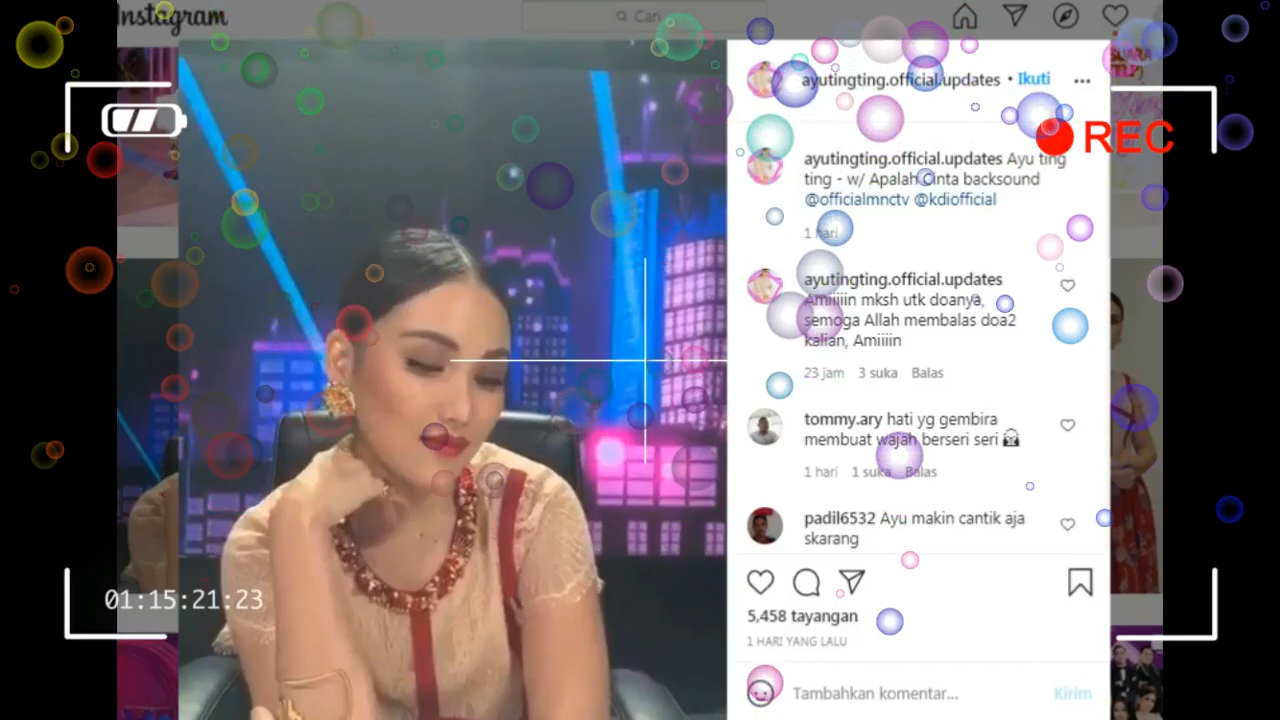 Instagram
Cari
ayutingting.official.updates • Ikuti
REC
ayutingting.official.updates Ayu ting
ting - w/ Apalah Cinta backsound
@officialmnctv @kdiofficial
1 hari
ayutingting.official.updates
Amiiiiin mksh utk doanya,
semoga Allah membalas doa2
kalian, Amiiiin
23 jam 3 suka Balas
tommy.ary hati yg gembira
membuat wajah berseri seri
1 hari 1 suka Balas
padil6532 Ayu makin cantik aja
skarang
01:15:21:23
5,458 tayangan
1 HARI YANG LALU
Tambahkan komentar... Kirim